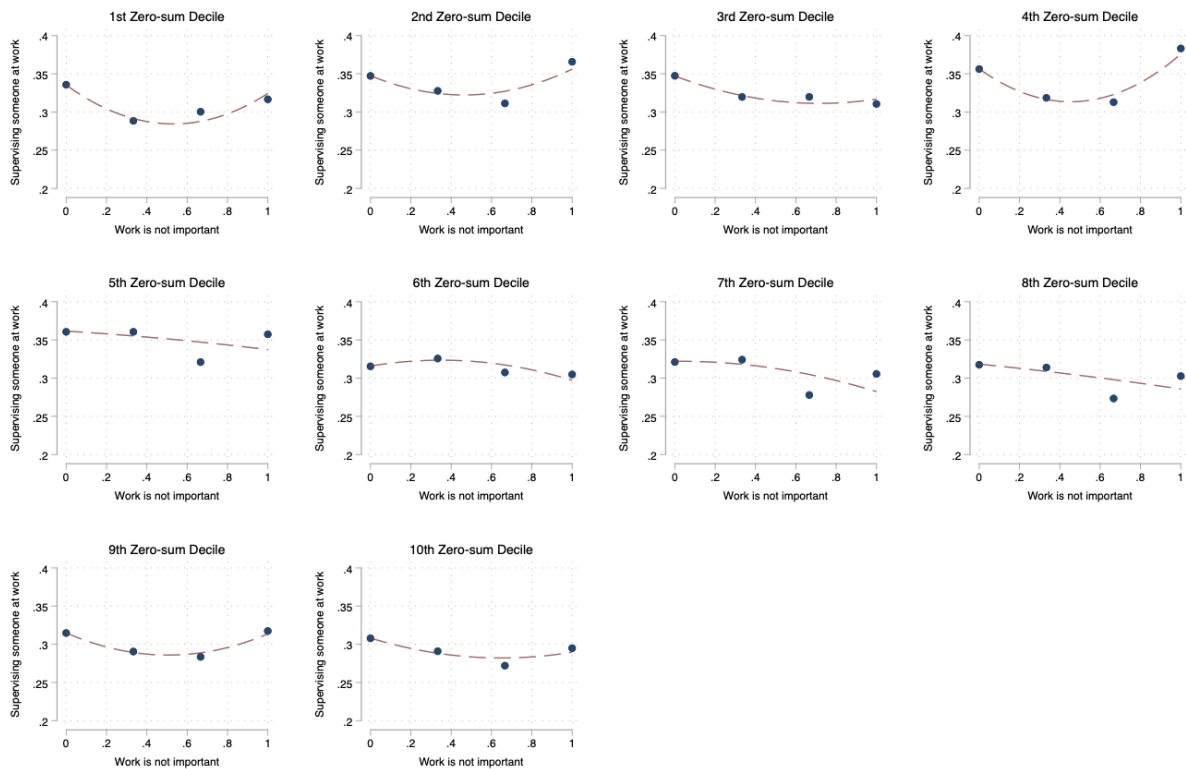 1st Zero-sum Decile
Supervising someone at work
.4
.35
.3
.25
.2
0 .2 .4 .6 .8 1
Work is not important
2nd Zero-sum Decile
Supervising someone at work
.4
.35
.3
.25
.2
0 .2 .4 .6 .8 1
Work is not important
3rd Zero-sum Decile
Supervising someone at work
.4
.35
.3
.25
.2
0 .2 .4 .6 .8 1
Work is not important
4th Zero-sum Decile
Supervising someone at work
.4
.35
.3
.25
.2
0 .2 .4 .6 .8 1
Work is not important
5th Zero-sum Decile
Supervising someone at work
.4
.35
.3
.25
.2
0 .2 .4 .6 .8 1
Work is not important
6th Zero-sum Decile
Supervising someone at work
.4
.35
.3
.25
.2
0 .2 .4 .6 .8 1
Work is not important
7th Zero-sum Decile
Supervising someone at work
.4
.35
.3
.25
.2
0 .2 .4 .6 .8 1
Work is not important
8th Zero-sum Decile
Supervising someone at work
.4
.35
.3
.25
.2
0 .2 .4 .6 .8 1
Work is not important
9th Zero-sum Decile
Supervising someone at work
.4
.35
.3
.25
.2
0 .2 .4 .6 .8 1
Work is not important
10th Zero-sum Decile
Supervising someone at work
.4
.35
.3
.25
.2
0 .2 .4 .6 .8 1
Work is not important